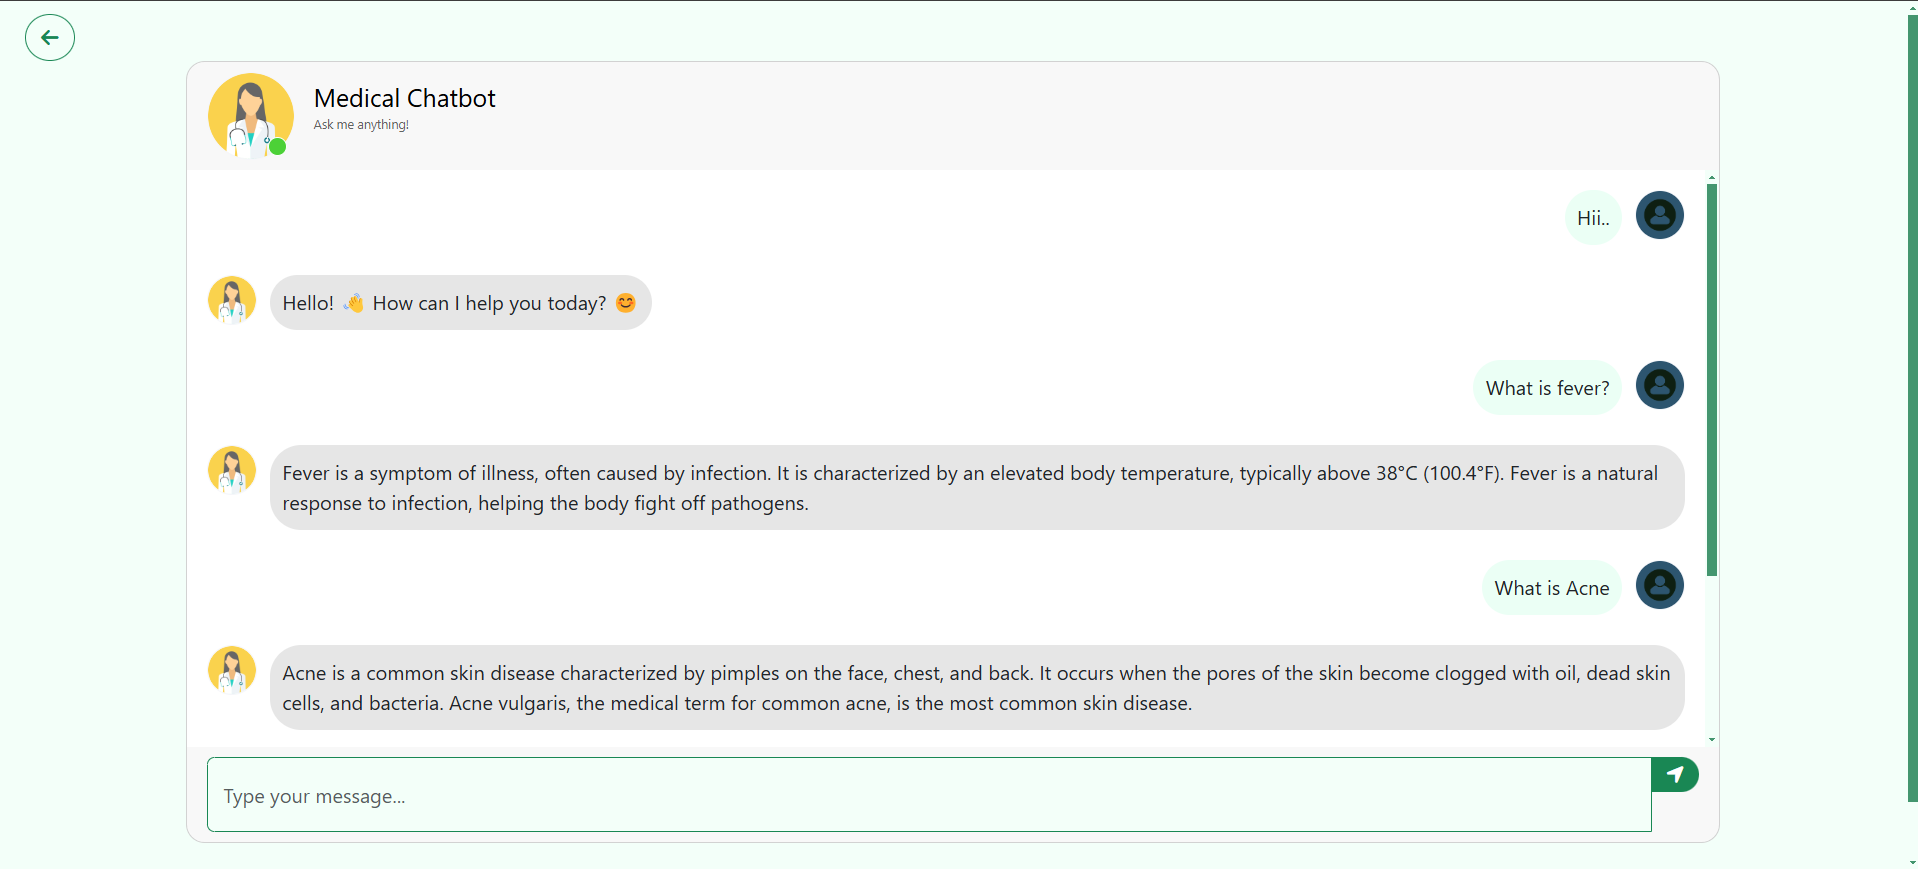 Medical Chatbot
Ask me anything!
Hii..
Hello! 👋 How can I help you today? 😊
What is fever?
Fever is a symptom of illness, often caused by infection. It is characterized by an elevated body temperature, typically above 38°C (100.4°F). Fever is a natural
response to infection, helping the body fight off pathogens.
What is Acne
Acne is a common skin disease characterized by pimples on the face, chest, and back. It occurs when the pores of the skin become clogged with oil, dead skin
cells, and bacteria. Acne vulgaris, the medical term for common acne, is the most common skin disease.
Type your message...